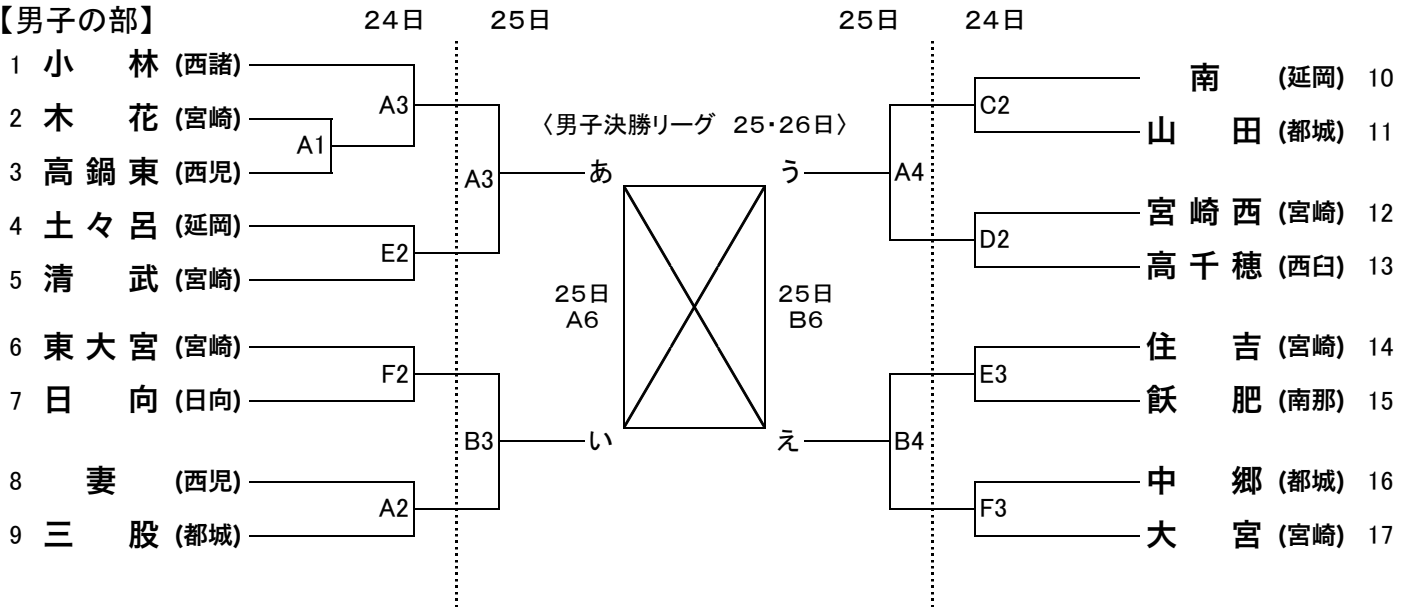 【男子の部】 24日 25日 25日 24日
1 小 林 (西諸)
2 木 花 (宮崎)
3 高鍋東 (西児)
4 土々呂 (延岡)
5 清 武 (宮崎)
6 東大宮 (宮崎)
7 日 向 (日向)
8 妻 (西児)
9 三 股 (都城)
A1
A3
E2
F2
A2
A3
B3
〈男子決勝リーグ 25・26日〉
あ
う
い
え
25日
A6
25日
B6
A4
B4
C2
D2
E3
F3
南 (延岡) 10
山 田 (都城) 11
宮崎西 (宮崎) 12
高千穂 (西臼) 13
住 吉 (宮崎) 14
飫 肥 (南那) 15
中 郷 (都城) 16
大 宮 (宮崎) 17